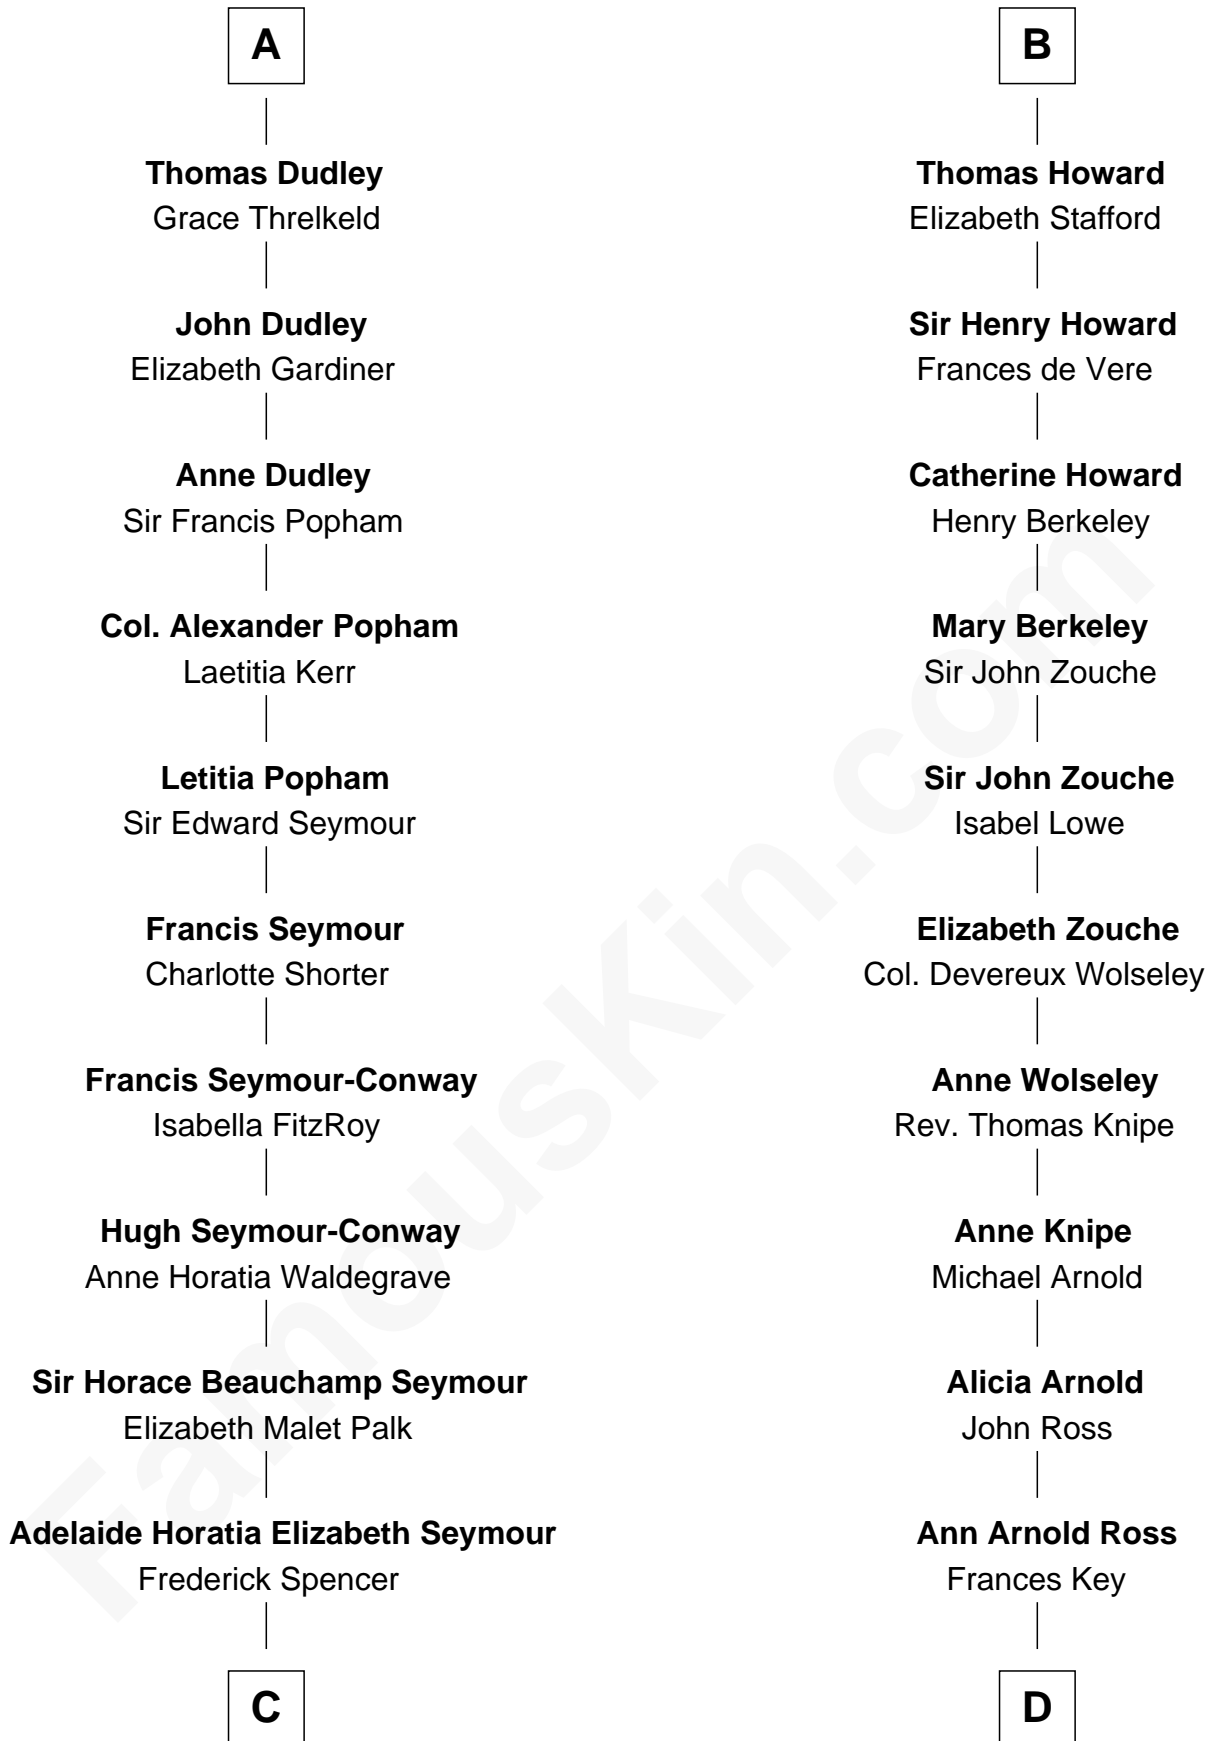 A
Thomas Dudley
Grace Threlkeld
John Dudley
Elizabeth Gardiner
Anne Dudley
Sir Francis Popham
Col. Alexander Popham
Laetitia Kerr
Letitia Popham
Sir Edward Seymour
Francis Seymour
Charlotte Shorter
Francis Seymour-Conway
Isabella FitzRoy
Hugh Seymour-Conway
Anne Horatia Waldegrave
Sir Horace Beauchamp Seymour
Elizabeth Malet Palk
Adelaide Horatia Elizabeth Seymour
Frederick Spencer
C
B
Thomas Howard
Elizabeth Stafford
Sir Henry Howard
Frances de Vere
Catherine Howard
Henry Berkeley
Mary Berkeley
Sir John Zouche
Sir John Zouche
Isabel Lowe
Elizabeth Zouche
Col. Devereux Wolseley
Anne Wolseley
Rev. Thomas Knipe
Anne Knipe
Michael Arnold
Alicia Arnold
John Ross
Ann Arnold Ross
Frances Key
D
FamousKin.com